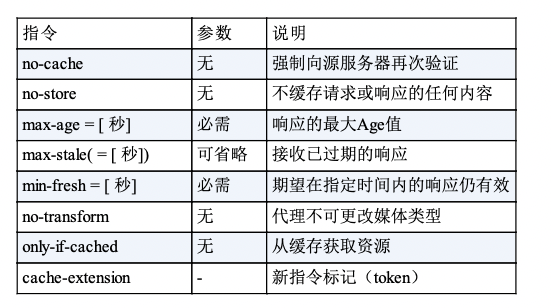 指令 参数 说明
no-cache 无 强制向源服务器再次验证
no-store 无 不缓存请求或响应的任何内容
max-age = [ 秒] 必需 响应的最大Age值
max-stale( = [ 秒]) 可省略 接收已过期的响应
min-fresh = [ 秒] 必需 期望在指定时间内的响应仍有效
no-transform 无 代理不可更改媒体类型
only-if-cached 无 从缓存获取资源
cache-extension - 新指令标记（token）